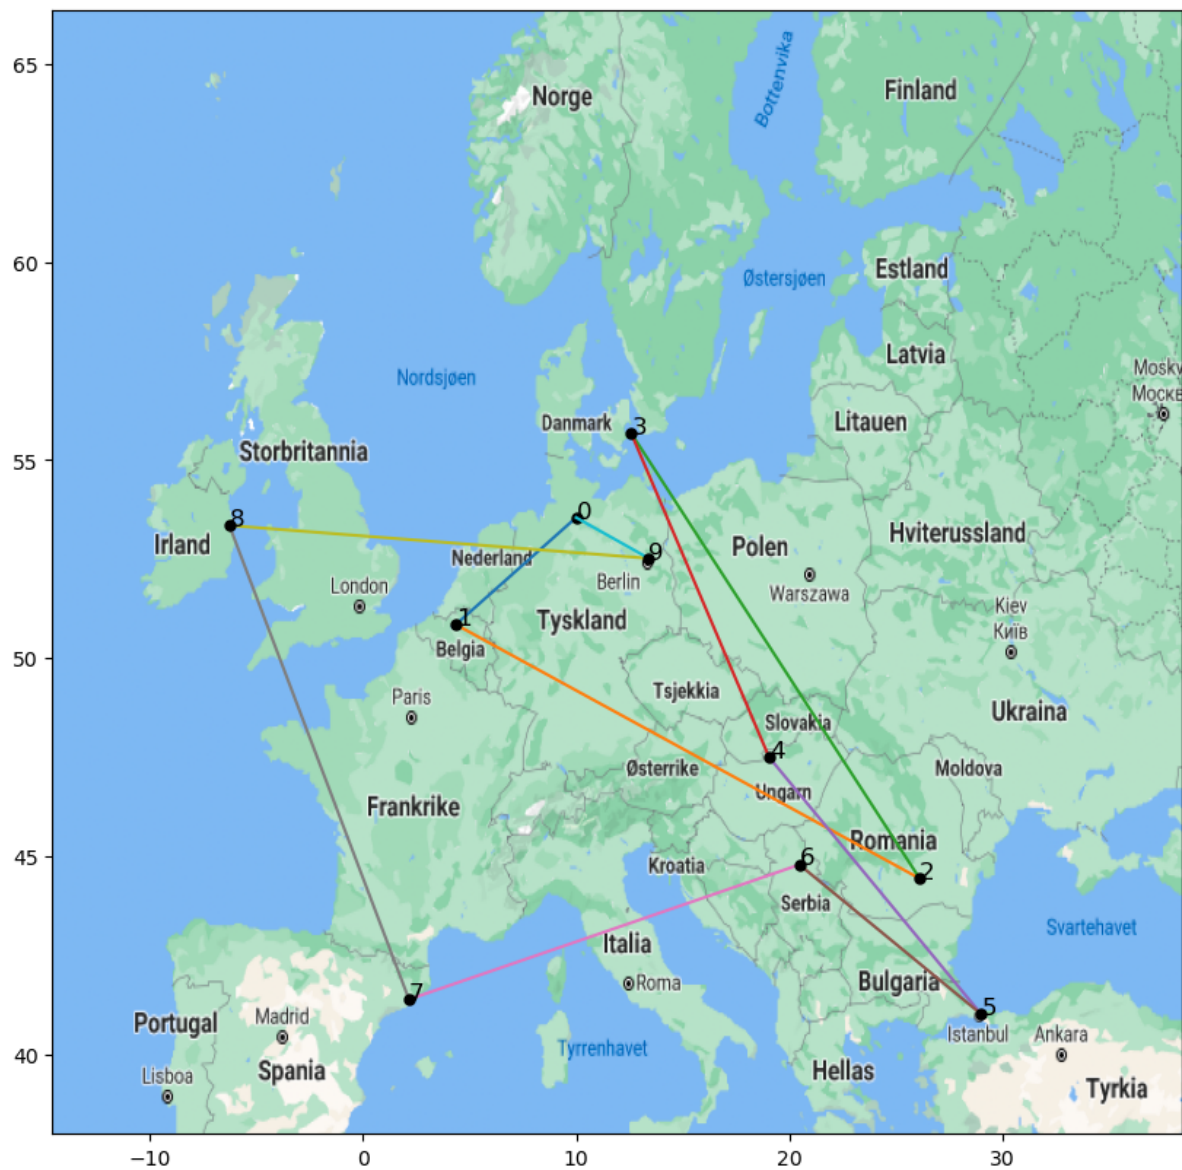 65
60
55
50
45
40
−10
0
10
20
30
Norge
Bottenvika
Finland
Østersjøen
Estland
Latvia
Moskv
Москв
Nordsjøen
Danmark
3
Litauen
Storbritannia
8
0
Irland
Nederland
9
Polen
Hviterussland
London
Berlin
Warszawa
Kiev
Київ
1
Tyskland
Belgia
Paris
Tsjekkia
Slovakia
Ukraina
4
Østerrike
Moldova
Ungarn
Frankrike
Romania
6
Kroatia
2
Serbia
Italia
Svartehavet
Roma
7
Bulgaria
5
Portugal
Madrid
Istanbul
Ankara
Tyrrenhavet
Lisboa
Spania
Hellas
Tyrkia